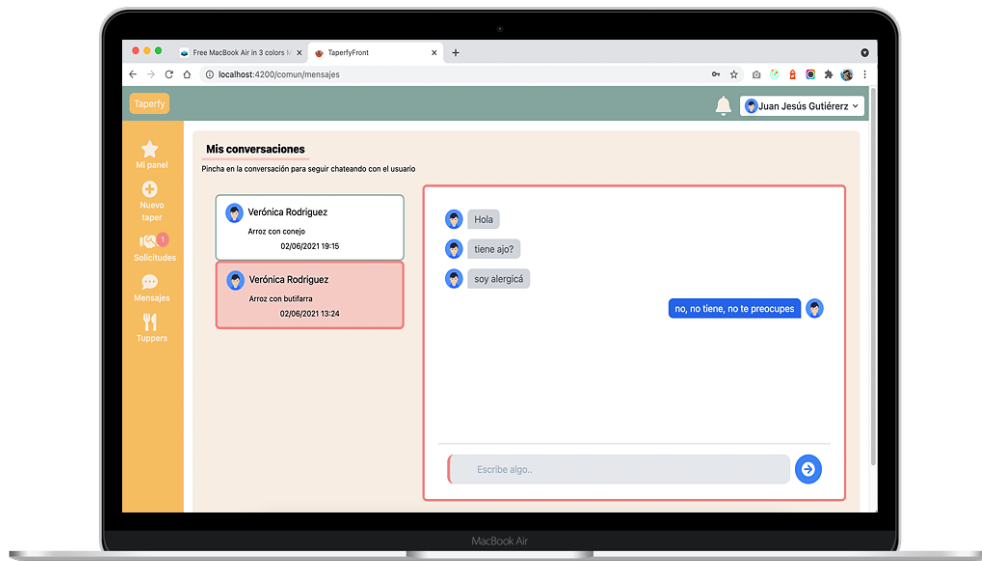 Free MacBook Air in 3 colors
TaperfyFront
localhost:4200/comun/mensajes
Taperfy
Juan Jesús Gutiérerz
Mi panel
Nuevo
taper
1
Solicitudes
Mensajes
Tuppers
Mis conversaciones
Pincha en la conversación para seguir chateando con el usuario
Verónica Rodriguez
Arroz con conejo
02/06/2021 19:15
Verónica Rodriguez
Arroz con butifarra
02/06/2021 13:24
Hola
tiene ajo?
soy alergicá
no, no tiene, no te preocupes
Escribe algo..
MacBook Air